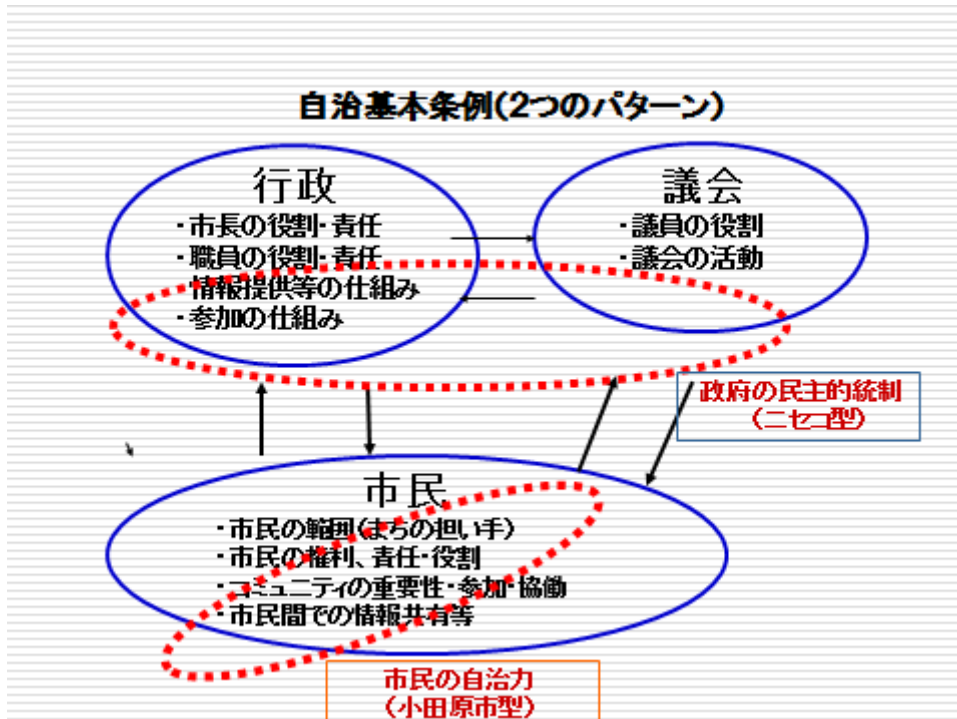 自治基本条例(2つのパターン)
行政
・市長の役割・責任
・職員の役割・責任
・情報提供等の仕組み
・参加の仕組み
議会
・議員の役割
・議会の活動
政府の民主的統制
(ニセコ型)
市民
・市民の範囲(まちの担い手)
・市民の権利、責任・役割
・コミュニティの重要性・参加・協働
・市民間での情報共有等
市民の自治力
(小田原市型)